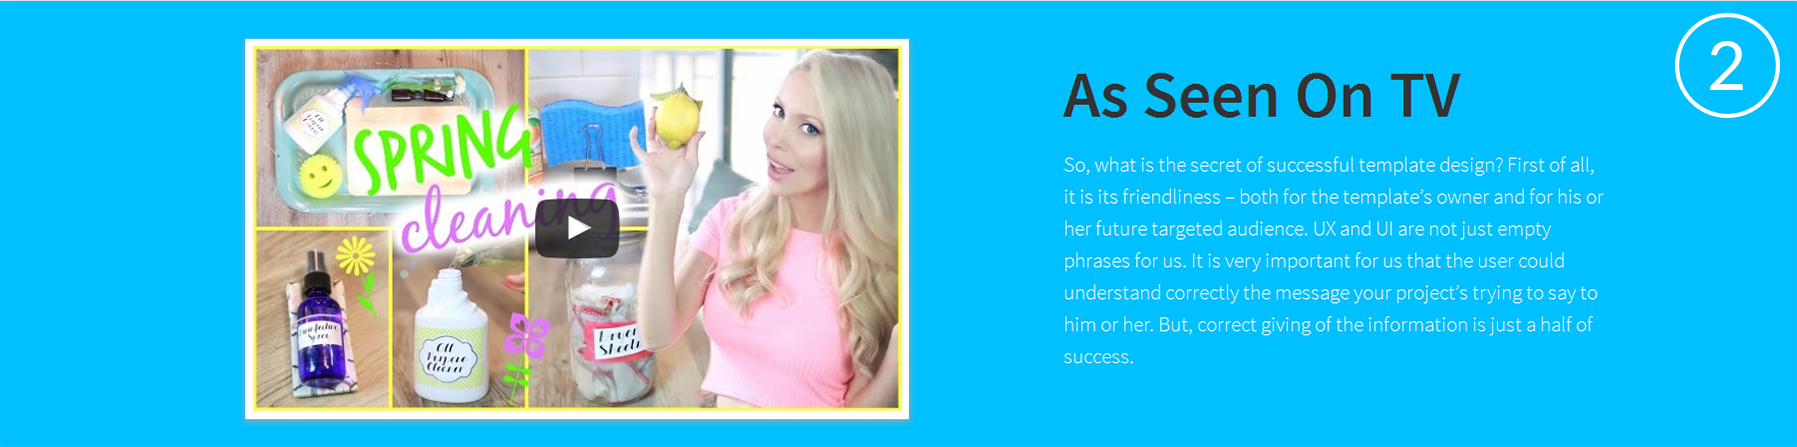 2
As Seen On TV
So, what is the secret of successful template design? First of all,
it is its friendliness – both for the template's owner and for his or
her future targeted audience. UX and UI are not just empty
phrases for us. It is very important for us that the user could
understand correctly the message your project's trying to say to
him or her. But, correct giving of the information is just a half of
success.
SPRING
cleaning
All
Purpose
Cleaner
Dryer
Sheets